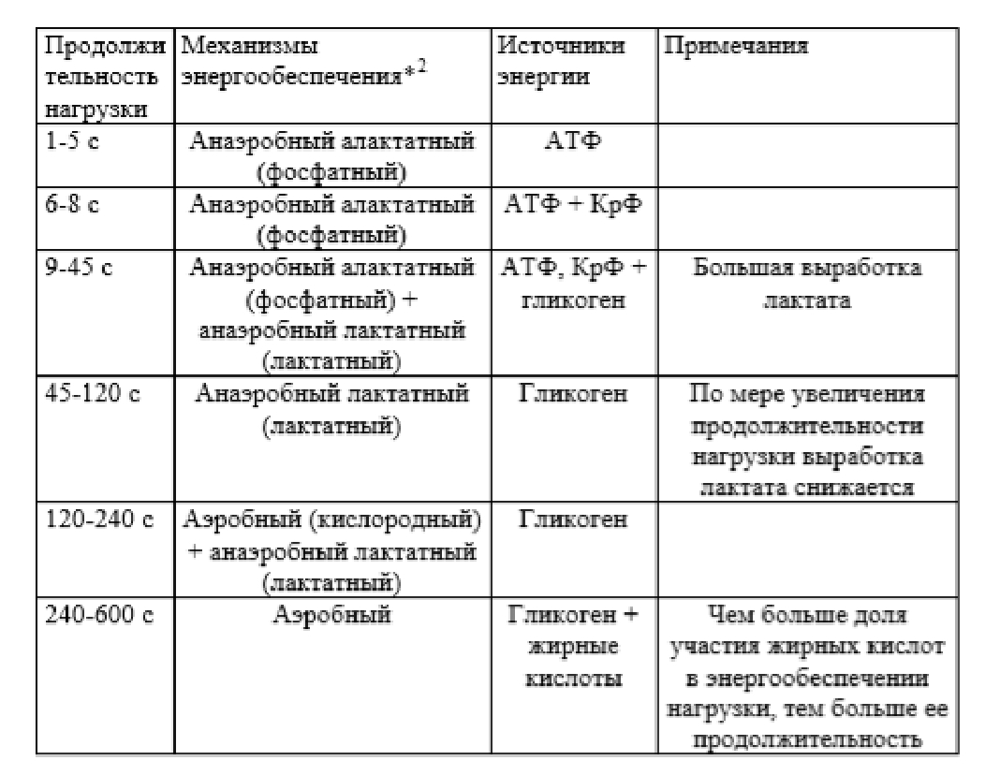 Продолжи
тельность
нагрузки
Механизмы
энергообеспечения*2
Источники
энергии
Примечания
1-5 с
Анаэробный алактатный
(фосфатный)
АТФ
6-8 с
Анаэробный алактатный
(фосфатный)
АТФ + КрФ
9-45 с
Анаэробный алактатный
(фосфатный) +
анаэробный лактатный
(лактатный)
АТФ, КрФ +
гликоген
Большая выработка
лактата
45-120 с
Анаэробный лактатный
(лактатный)
Гликоген
По мере увеличения
продолжительности
нагрузки выработка
лактата снижается
120-240 с
Аэробный (кислородный)
+ анаэробный лактатный
(лактатный)
Гликоген
240-600 с
Аэробный
Гликоген +
жирные
кислоты
Чем больше доля
участия жирных кислот
в энергообеспечении
нагрузки, тем больше ее
продолжительность